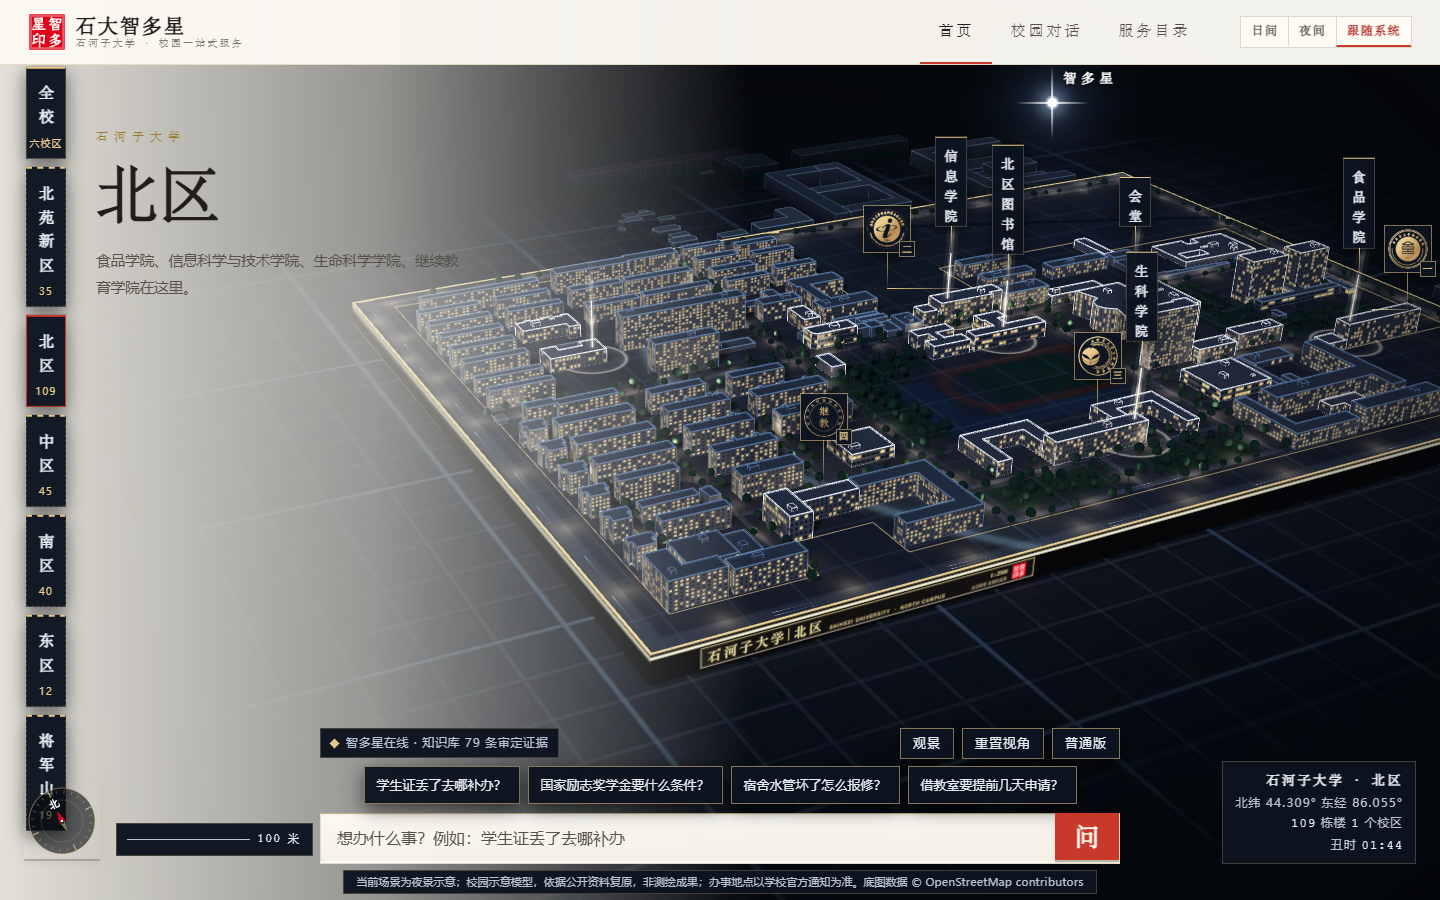 智多星印
石大智多星
石河子大学 · 校园一站式服务
首页
校园对话
服务目录
日间
夜间
跟随系统
全校
六校区
北苑新区
35
北区
109
中区
45
南区
40
东区
12
将军山
19
北
石河子大学
北区
食品学院、信息科学与技术学院、生命科学学院、继续教
育学院在这里。
智多星
信息学院
北区图书馆
会堂
食品学院
生科学院
二
一
三
继教
四
石河子大学 | 北区
SHIHEZI UNIVERSITY · NORTH CAMPUS
◆ 智多星在线 · 知识库 79 条审定证据
观景
重置视角
普通版
学生证丢了去哪补办?
国家励志奖学金要什么条件?
宿舍水管坏了怎么报修?
借教室要提前几天申请?
100 米
想办什么事?例如:学生证丢了去哪补办
问
当前场景为夜景示意;校园示意模型,依据公开资料复原,非测绘成果;办事地点以学校官方通知为准。底图数据 © OpenStreetMap contributors
石河子大学 · 北区
北纬 44.309° 东经 86.055°
109 栋楼 1 个校区
丑时 01:44